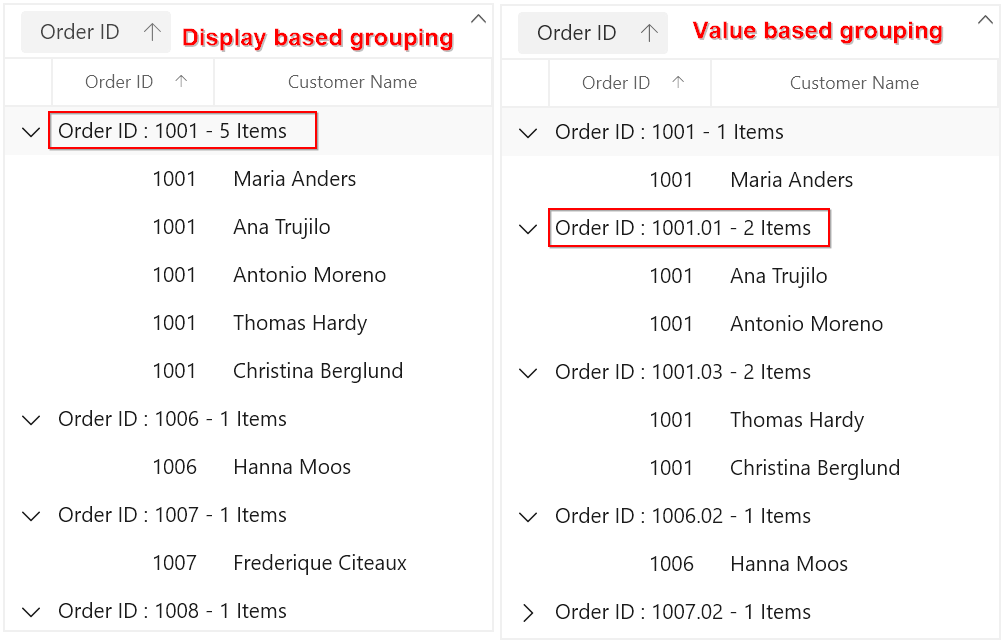 Order ID
Display based grouping
Order ID Customer Name
Order ID : 1001 - 5 Items
1001 Maria Anders
1001 Ana Trujilo
1001 Antonio Moreno
1001 Thomas Hardy
1001 Christina Berglund
Order ID : 1006 - 1 Items
1006 Hanna Moos
Order ID : 1007 - 1 Items
1007 Frederique Citeaux
Order ID : 1008 - 1 Items
Order ID
Value based grouping
Order ID Customer Name
Order ID : 1001 - 1 Items
1001 Maria Anders
Order ID : 1001.01 - 2 Items
1001 Ana Trujilo
1001 Antonio Moreno
Order ID : 1001.03 - 2 Items
1001 Thomas Hardy
1001 Christina Berglund
Order ID : 1006.02 - 1 Items
1006 Hanna Moos
Order ID : 1007.02 - 1 Items